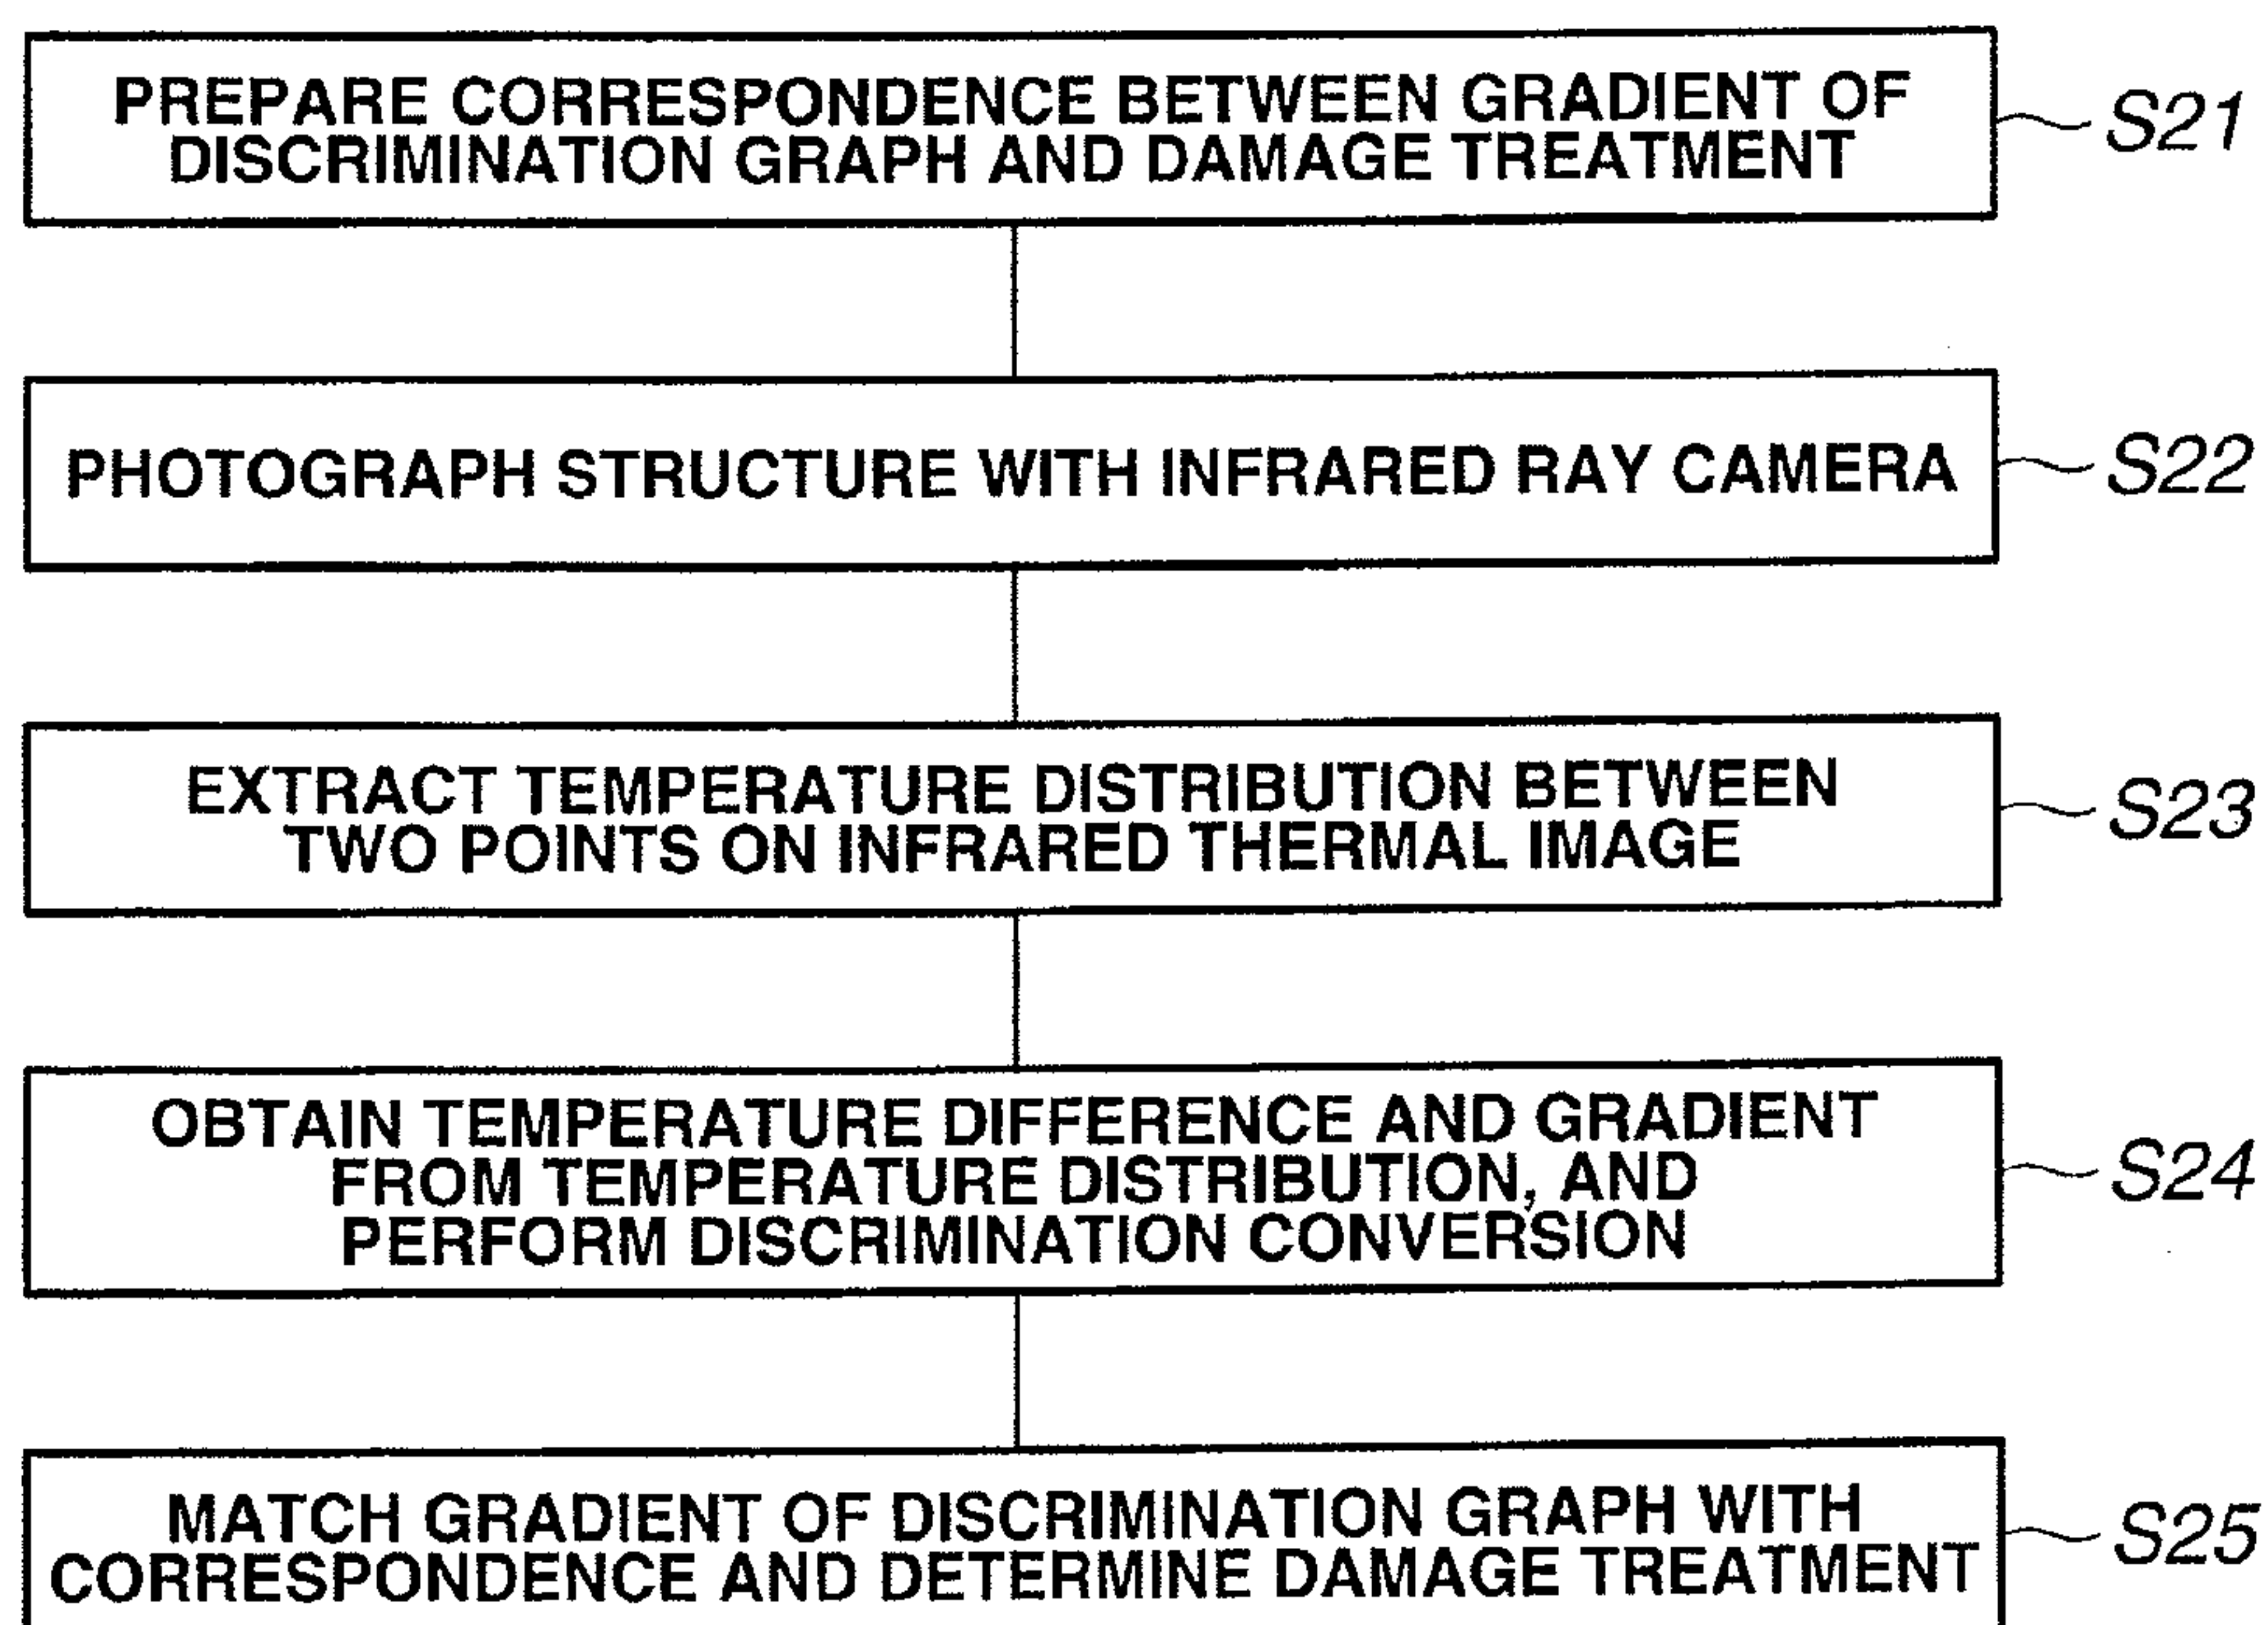 PREPARE CORRESPONDENCE BETWEEN GRADIENT OF
DISCRIMINATION GRAPH AND DAMAGE TREATMENT
S21
PHOTOGRAPH STRUCTURE WITH INFRARED RAY CAMERA
S22
EXTRACT TEMPERATURE DISTRIBUTION BETWEEN
TWO POINTS ON INFRARED THERMAL IMAGE
S23
OBTAIN TEMPERATURE DIFFERENCE AND GRADIENT
FROM TEMPERATURE DISTRIBUTION, AND
PERFORM DISCRIMINATION CONVERSION
S24
MATCH GRADIENT OF DISCRIMINATION GRAPH WITH
CORRESPONDENCE AND DETERMINE DAMAGE TREATMENT
S25